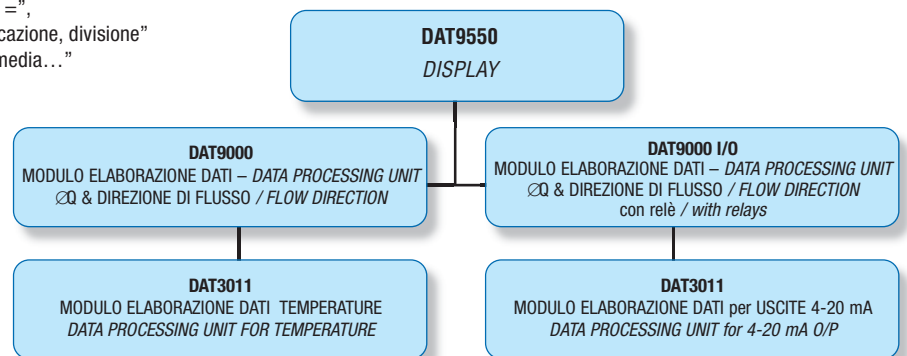 =”,
cazione, divisione”
media…”
DAT9550
DISPLAY
DAT9000
MODULO ELABORAZIONE DATI – DATA PROCESSING UNIT
∅Q & DIREZIONE DI FLUSSO / FLOW DIRECTION
DAT9000 I/O
MODULO ELABORAZIONE DATI – DATA PROCESSING UNIT
∅Q & DIREZIONE DI FLUSSO / FLOW DIRECTION
con relè / with relays
DAT3011
MODULO ELABORAZIONE DATI TEMPERATURE
DATA PROCESSING UNIT FOR TEMPERATURE
DAT3011
MODULO ELABORAZIONE DATI per USCITE 4-20 mA
DATA PROCESSING UNIT for 4-20 mA O/P